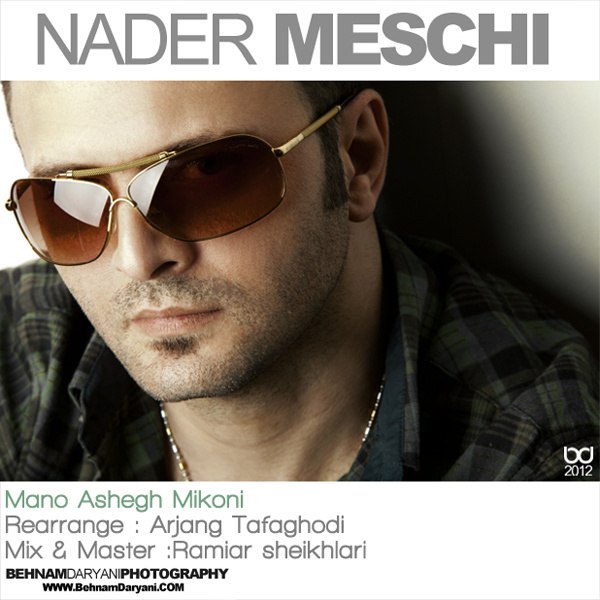 NADER MESCHI
bd
2012
Mano Ashegh Mikoni
Rearrange : Arjang Tafaghodi
Mix & Master :Ramiar sheikhlari
BEHNAMDARYANIPHOTOGRAPHY
WWW.BehnamDaryani.COM